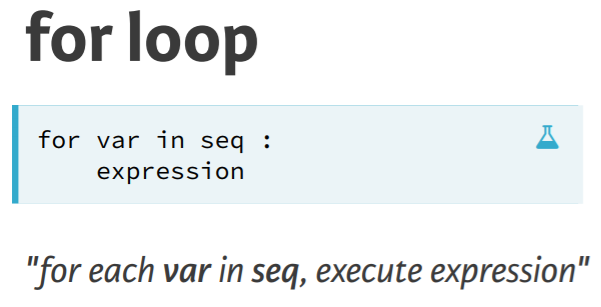 for loop
for var in seq :
    expression
"for each var in seq, execute expression"